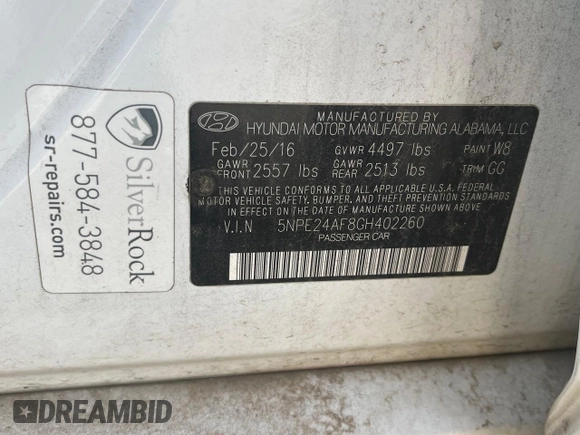 SilverRock
877-584-3848
sr-repairs.com
MANUFACTURED BY
HYUNDAI MOTOR MANUFACTURING ALABAMA, LLC
Feb/25/16 GVWR 4497 lbs PAINT W8
GAWR FRONT 2557 lbs GAWR REAR 2513 lbs TRIM GG
THIS VEHICLE CONFORMS TO ALL APPLICABLE U.S.A. FEDERAL
MOTOR VEHICLE SAFETY, BUMPER, AND THEFT PREVENTION STANDARDS
IN EFFECT ON THE DATE OF MANUFACTURE SHOWN ABOVE.
V.I.N 5NPE24AF8GH402260
PASSENGER CAR
DREAMBID